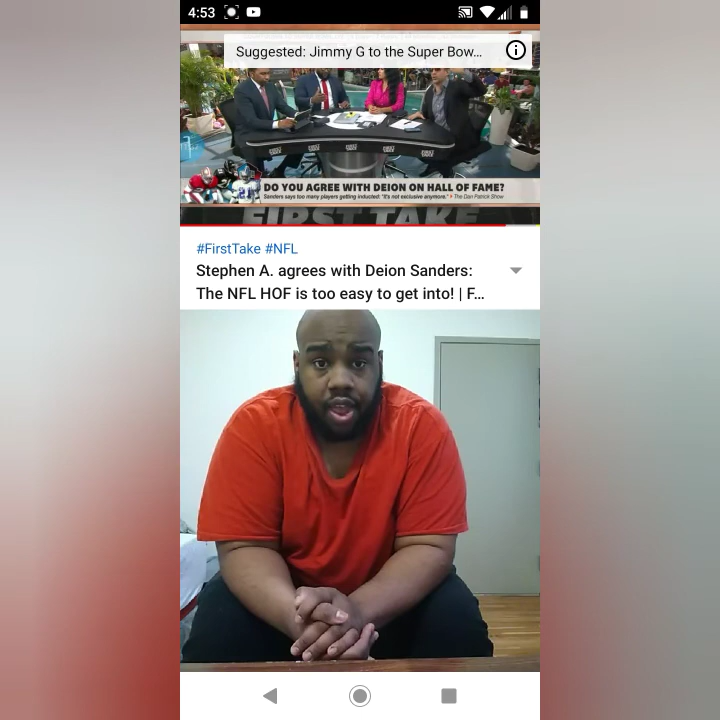 4:53
Suggested: Jimmy G to the Super Bow...
DO YOU AGREE WITH DEION ON HALL OF FAME?
Sanders says too many players getting inducted: "It's not exclusive anymore." The Dan Patrick Show
FIRST TAKE
#FirstTake #NFL
Stephen A. agrees with Deion Sanders:
The NFL HOF is too easy to get into! | F...